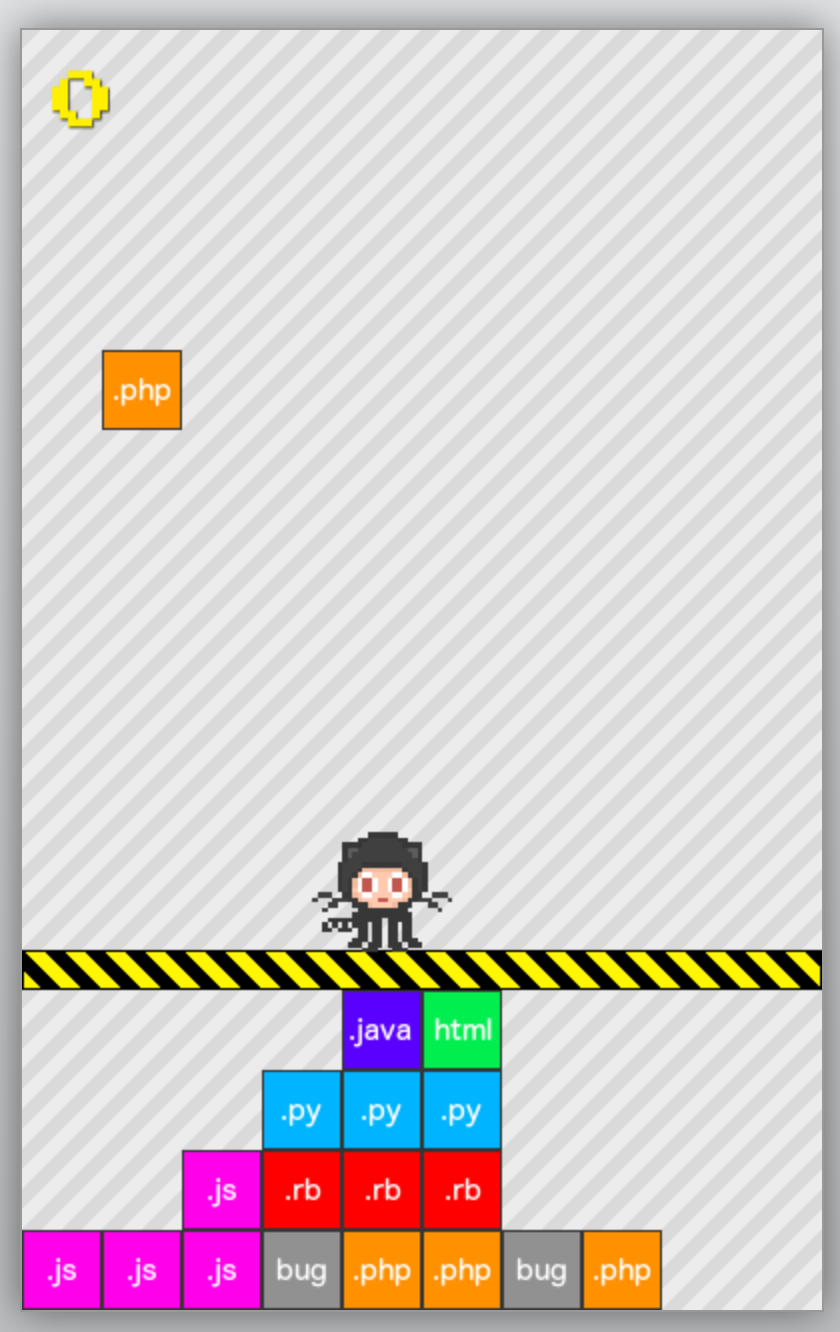 0
.php
.java html
.py .py .py
.js .rb .rb .rb
.js .js .js bug .php .php bug .php